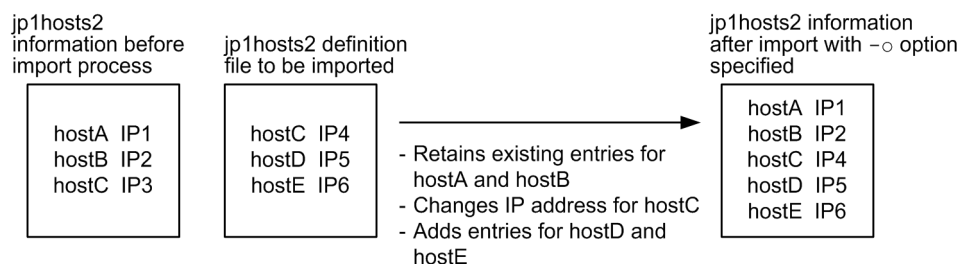 jp1hosts2
information before
import process
hostA IP1
hostB IP2
hostC IP3
jp1hosts2 definition
file to be imported
hostC IP4
hostD IP5
hostE IP6
- Retains existing entries for
hostA and hostB
- Changes IP address for hostC
- Adds entries for hostD and
hostE
jp1hosts2 information
after import with -o option
specified
hostA IP1
hostB IP2
hostC IP4
hostD IP5
hostE IP6